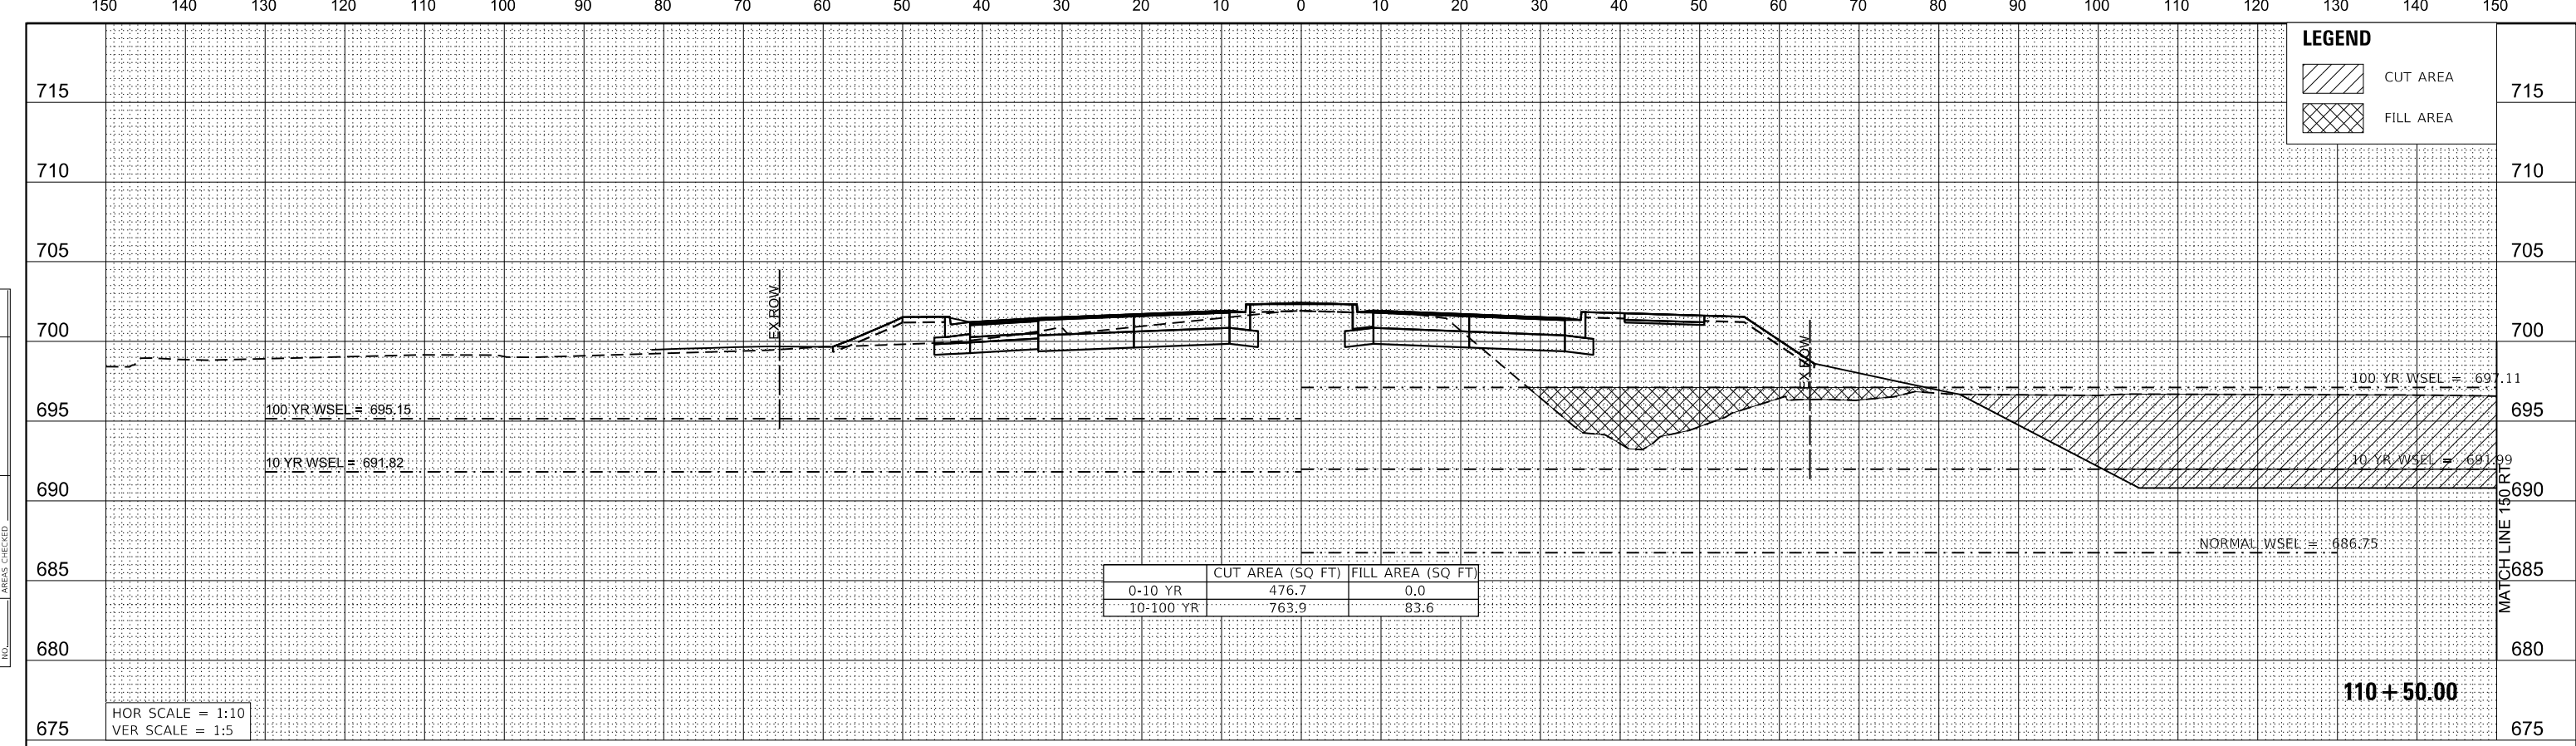 150 140 130 120 110 100 90 80 70 60 50 40 30 20 10 0 10 20 30 40 50 60 70 80 90 100 110 120 130 140 150
LEGEND
CUT AREA
FILL AREA
715 715
710 710
705 705
EX ROW
EX ROW
700 700
100 YR WSEL = 697.11
100 YR WSEL = 695.15
695 695
10 YR WSEL = 691.82
10 YR WSEL = 691.99
690 690
MATCH LINE 150 RT
NORMAL WSEL = 686.75
685 685
CUT AREA (SQ FT) FILL AREA (SQ FT)
0-10 YR 476.7 0.0
10-100 YR 763.9 83.6
AREAS CHECKED
NO.
680 680
110 + 50.00
HOR SCALE = 1:10
VER SCALE = 1:5
675 675